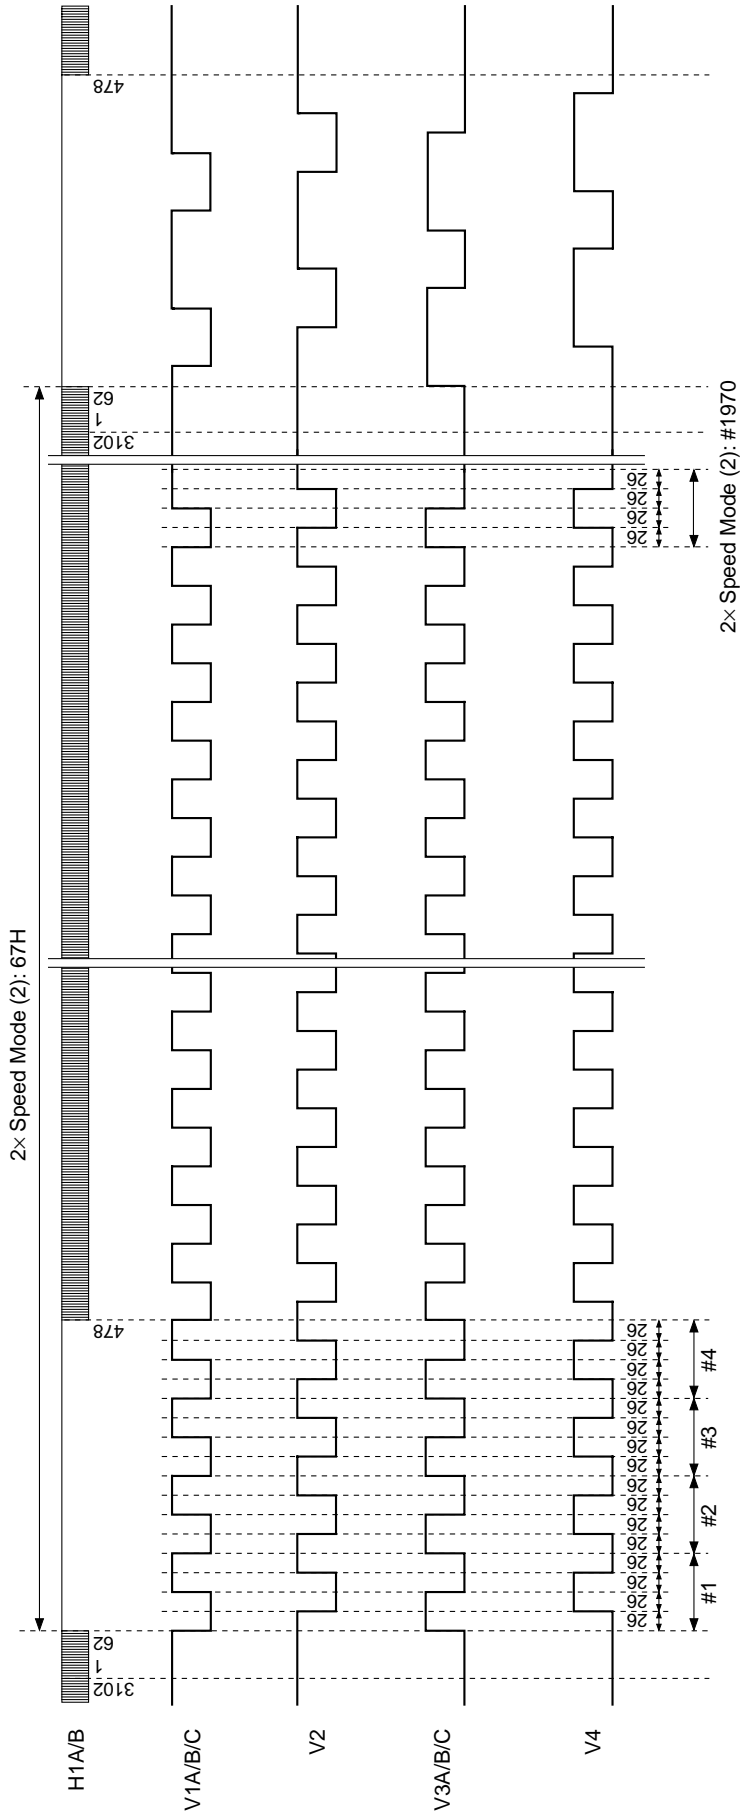 2× Speed Mode (2): 67H
H1A/B
3102 1 62 478 3102 1 62 478
V1A/B/C
V2
V3A/B/C
V4
26 26 26 26 26 26 26 26 26 26 26 26 26 26 26 26 26 26 26 26
#1 #2 #3 #4
2× Speed Mode (2): #1970